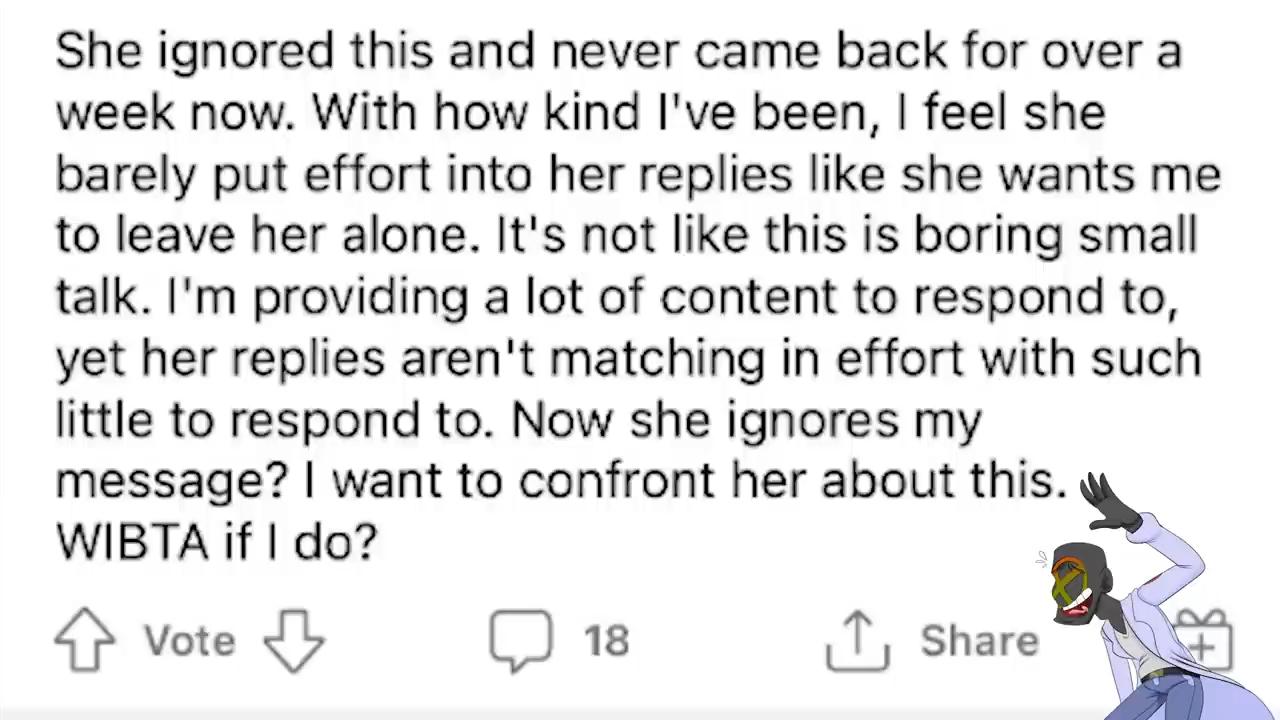 She ignored this and never came back for over a
week now. With how kind I've been, I feel she
barely put effort into her replies like she wants me
to leave her alone. It's not like this is boring small
talk. I'm providing a lot of content to respond to,
yet her replies aren't matching in effort with such
little to respond to. Now she ignores my
message? I want to confront her about this.
WIBTA if I do?
Vote 18 Share